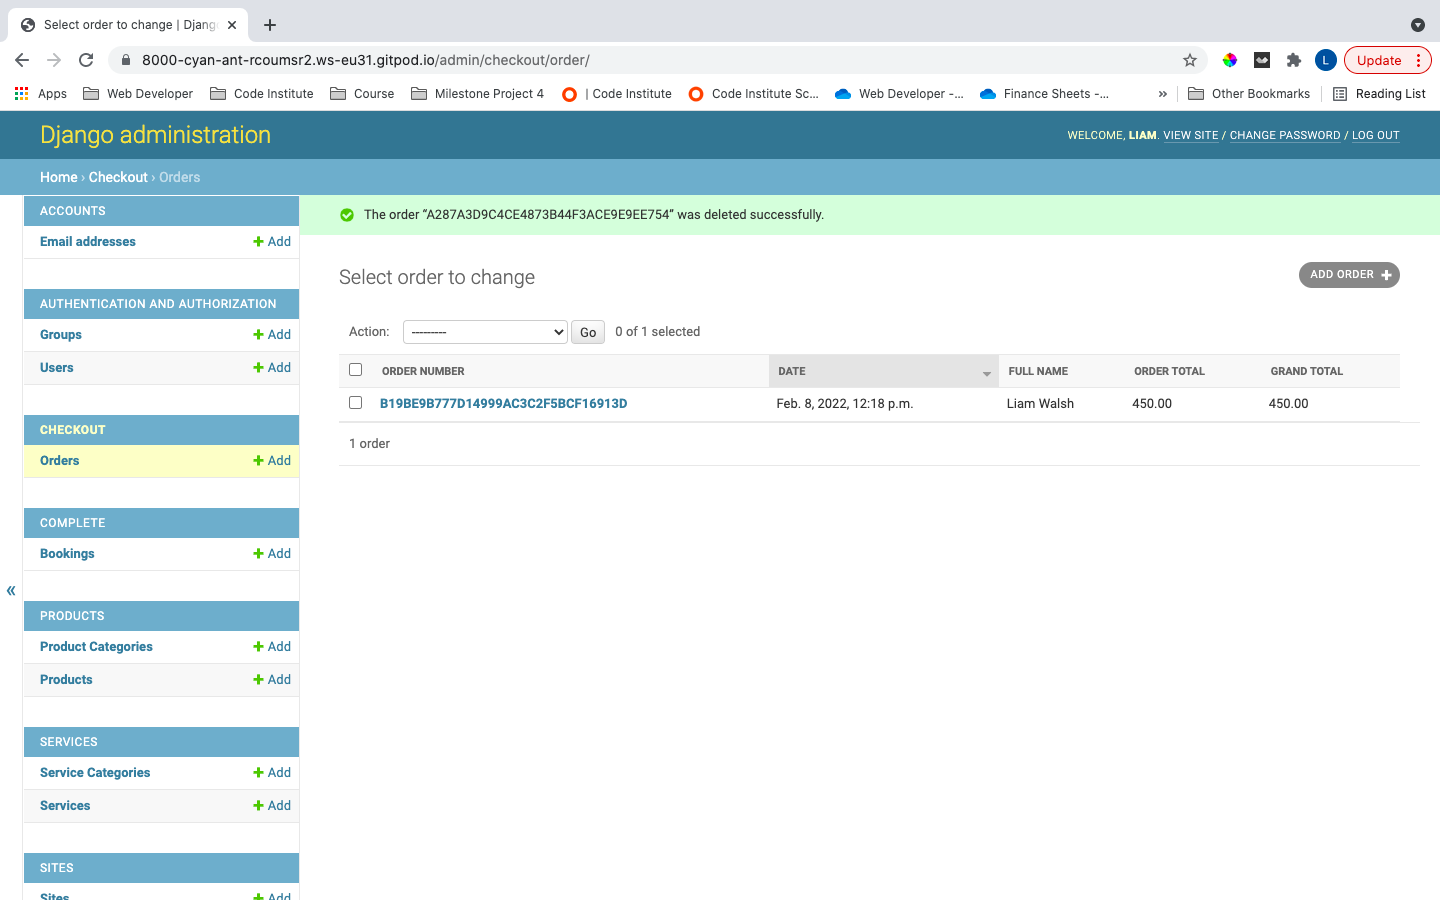 Select order to change | Djang
8000-cyan-ant-rcoumsr2.ws-eu31.gitpod.io/admin/checkout/order/
L
Update
Apps
Web Developer
Code Institute
Course
Milestone Project 4
| Code Institute
Code Institute Sc...
Web Developer -...
Finance Sheets -...
»
Other Bookmarks
Reading List
Django administration
WELCOME, LIAM. VIEW SITE / CHANGE PASSWORD / LOG OUT
Home › Checkout › Orders
ACCOUNTS
Email addresses
+ Add
AUTHENTICATION AND AUTHORIZATION
Groups
+ Add
Users
+ Add
CHECKOUT
Orders
+ Add
COMPLETE
Bookings
+ Add
PRODUCTS
Product Categories
+ Add
Products
+ Add
SERVICES
Service Categories
+ Add
Services
+ Add
SITES
Sites
+ Add
«
The order “A287A3D9C4CE4873B44F3ACE9E9EE754” was deleted successfully.
Select order to change
ADD ORDER +
Action:
---------
Go
0 of 1 selected
ORDER NUMBER
DATE
FULL NAME
ORDER TOTAL
GRAND TOTAL
B19BE9B777D14999AC3C2F5BCF16913D
Feb. 8, 2022, 12:18 p.m.
Liam Walsh
450.00
450.00
1 order